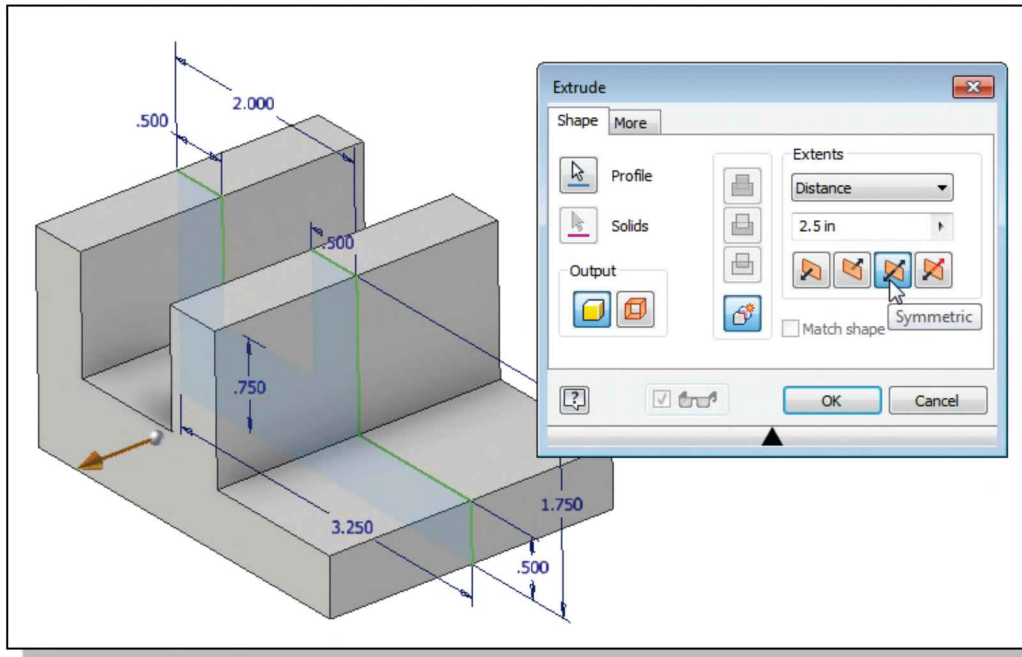 2.000
.500
.500
.750
3.250
1.750
.500
Extrude
Shape More
Extents
Profile
Distance
Solids
2.5 in
Output
Symmetric
Match shape
?
OK Cancel